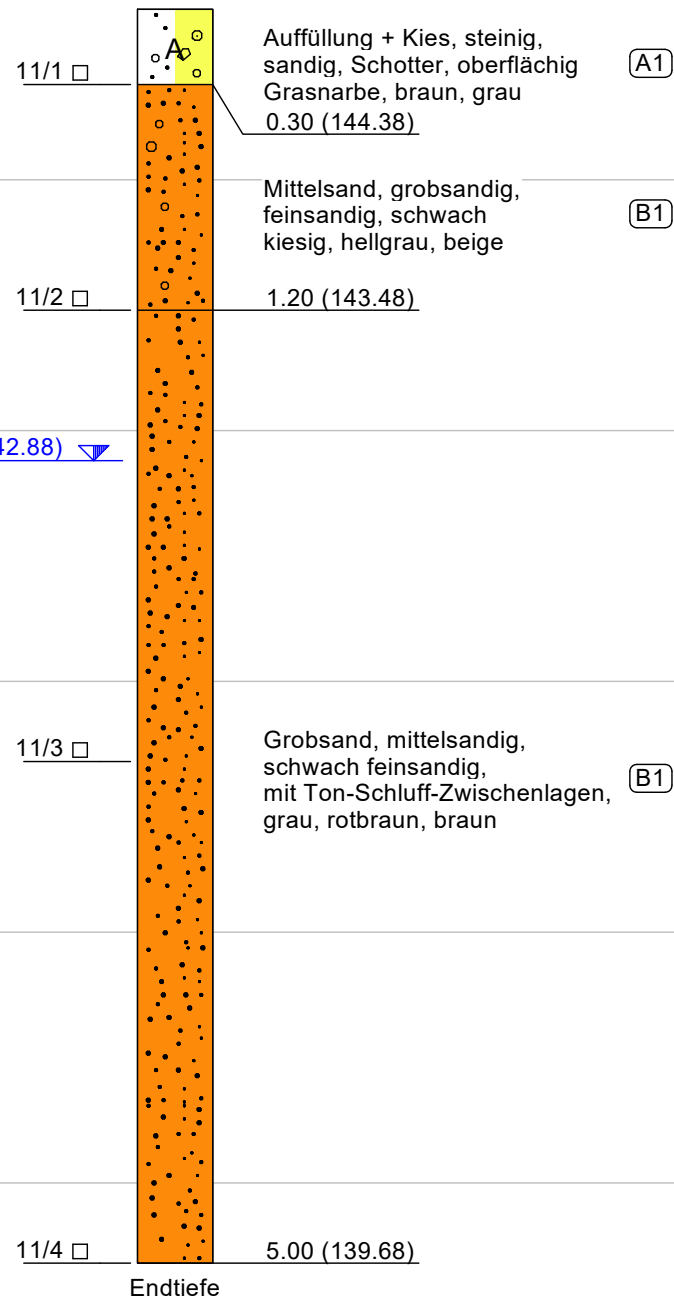 Auffüllung + Kies, steinig,
sandig, Schotter, oberflächig
Grasnarbe, braun, grau
A
A1
11/1
0.30 (144.38)
Mittelsand, grobsandig,
feinsandig, schwach
kiesig, hellgrau, beige
B1
11/2
1.20 (143.48)
42.88)
11/3
Grobsand, mittelsandig,
schwach feinsandig,
mit Ton-Schluff-Zwischenlagen,
grau, rotbraun, braun
B1
11/4
5.00 (139.68)
Endtiefe